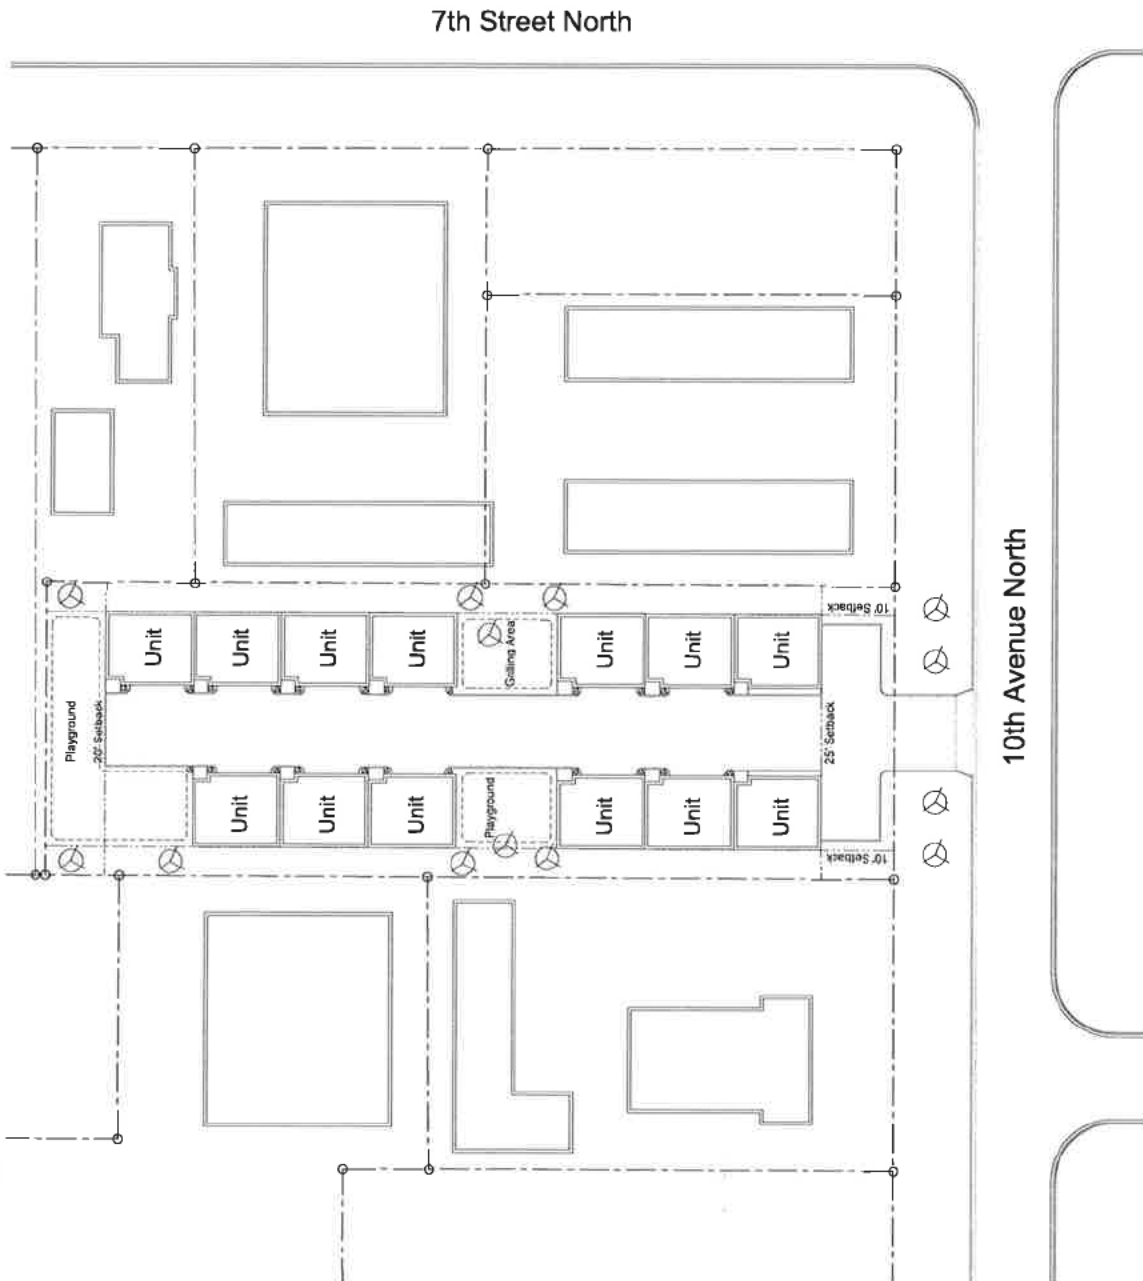 7th Street North
10th Avenue North
10' Setback
Unit
Unit
Unit
Unit
Grilling Area
Unit
Unit
Unit
Playground
20' Setback
25' Setback
Unit
Unit
Unit
Playground
Unit
Unit
Unit
10' Setback